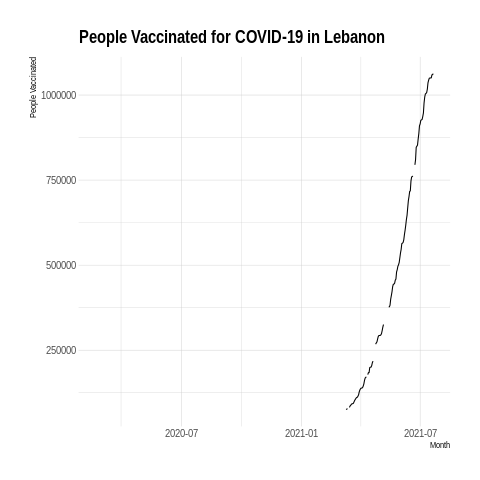 People Vaccinated for COVID-19 in Lebanon
People Vaccinated
1000000
750000
500000
250000
2020-07
2021-01
2021-07
Month